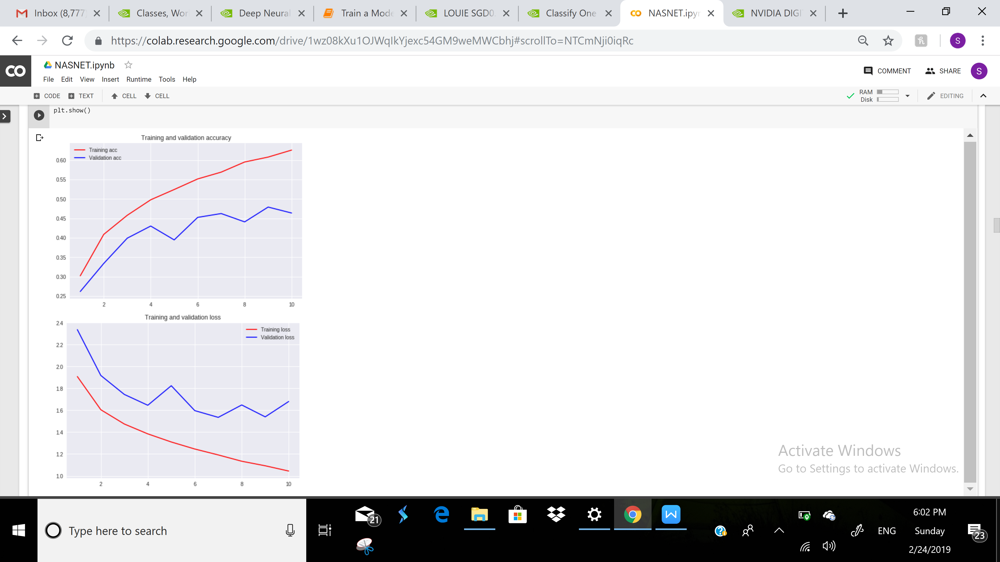 Inbox (8,777
Classes, Wor
Deep Neural
Train a Mode
LOUIE SGD0.
Classify One
NASNET.ipyn
NVIDIA DIGI
https://colab.research.google.com/drive/1wz08kXu1OJWqIkYjexc54GM9weMWCbhj#scrollTo=NTCmNji0iqRc
S
CO NASNET.ipynb
COMMENT SHARE S
File Edit View Insert Runtime Tools Help
CODE TEXT CELL CELL
RAM
Disk
EDITING
plt.show()
Training and validation accuracy
Training acc
Validation acc
0.60
0.55
0.50
0.45
0.40
0.35
0.30
0.25
2 4 6 8 10
Training and validation loss
Training loss
Validation loss
2.4
2.2
2.0
1.8
1.6
1.4
1.2
1.0
2 4 6 8 10
Activate Windows
Go to Settings to activate Windows.
Type here to search
21
ENG
6:02 PM
Sunday
2/24/2019
23